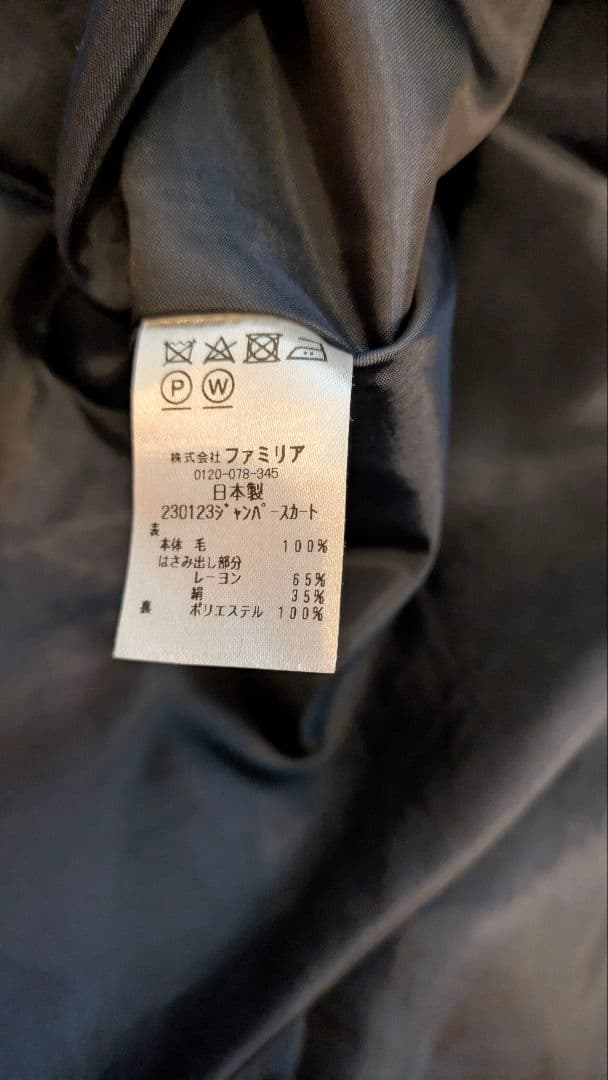 P W
株式会社 ファミリア
0120-078-345
日本製
230123ジャンパースカート
表
本体 毛 100%
はさみ出し部分
レーヨン 65%
絹 35%
裏 ポリエステル 100%